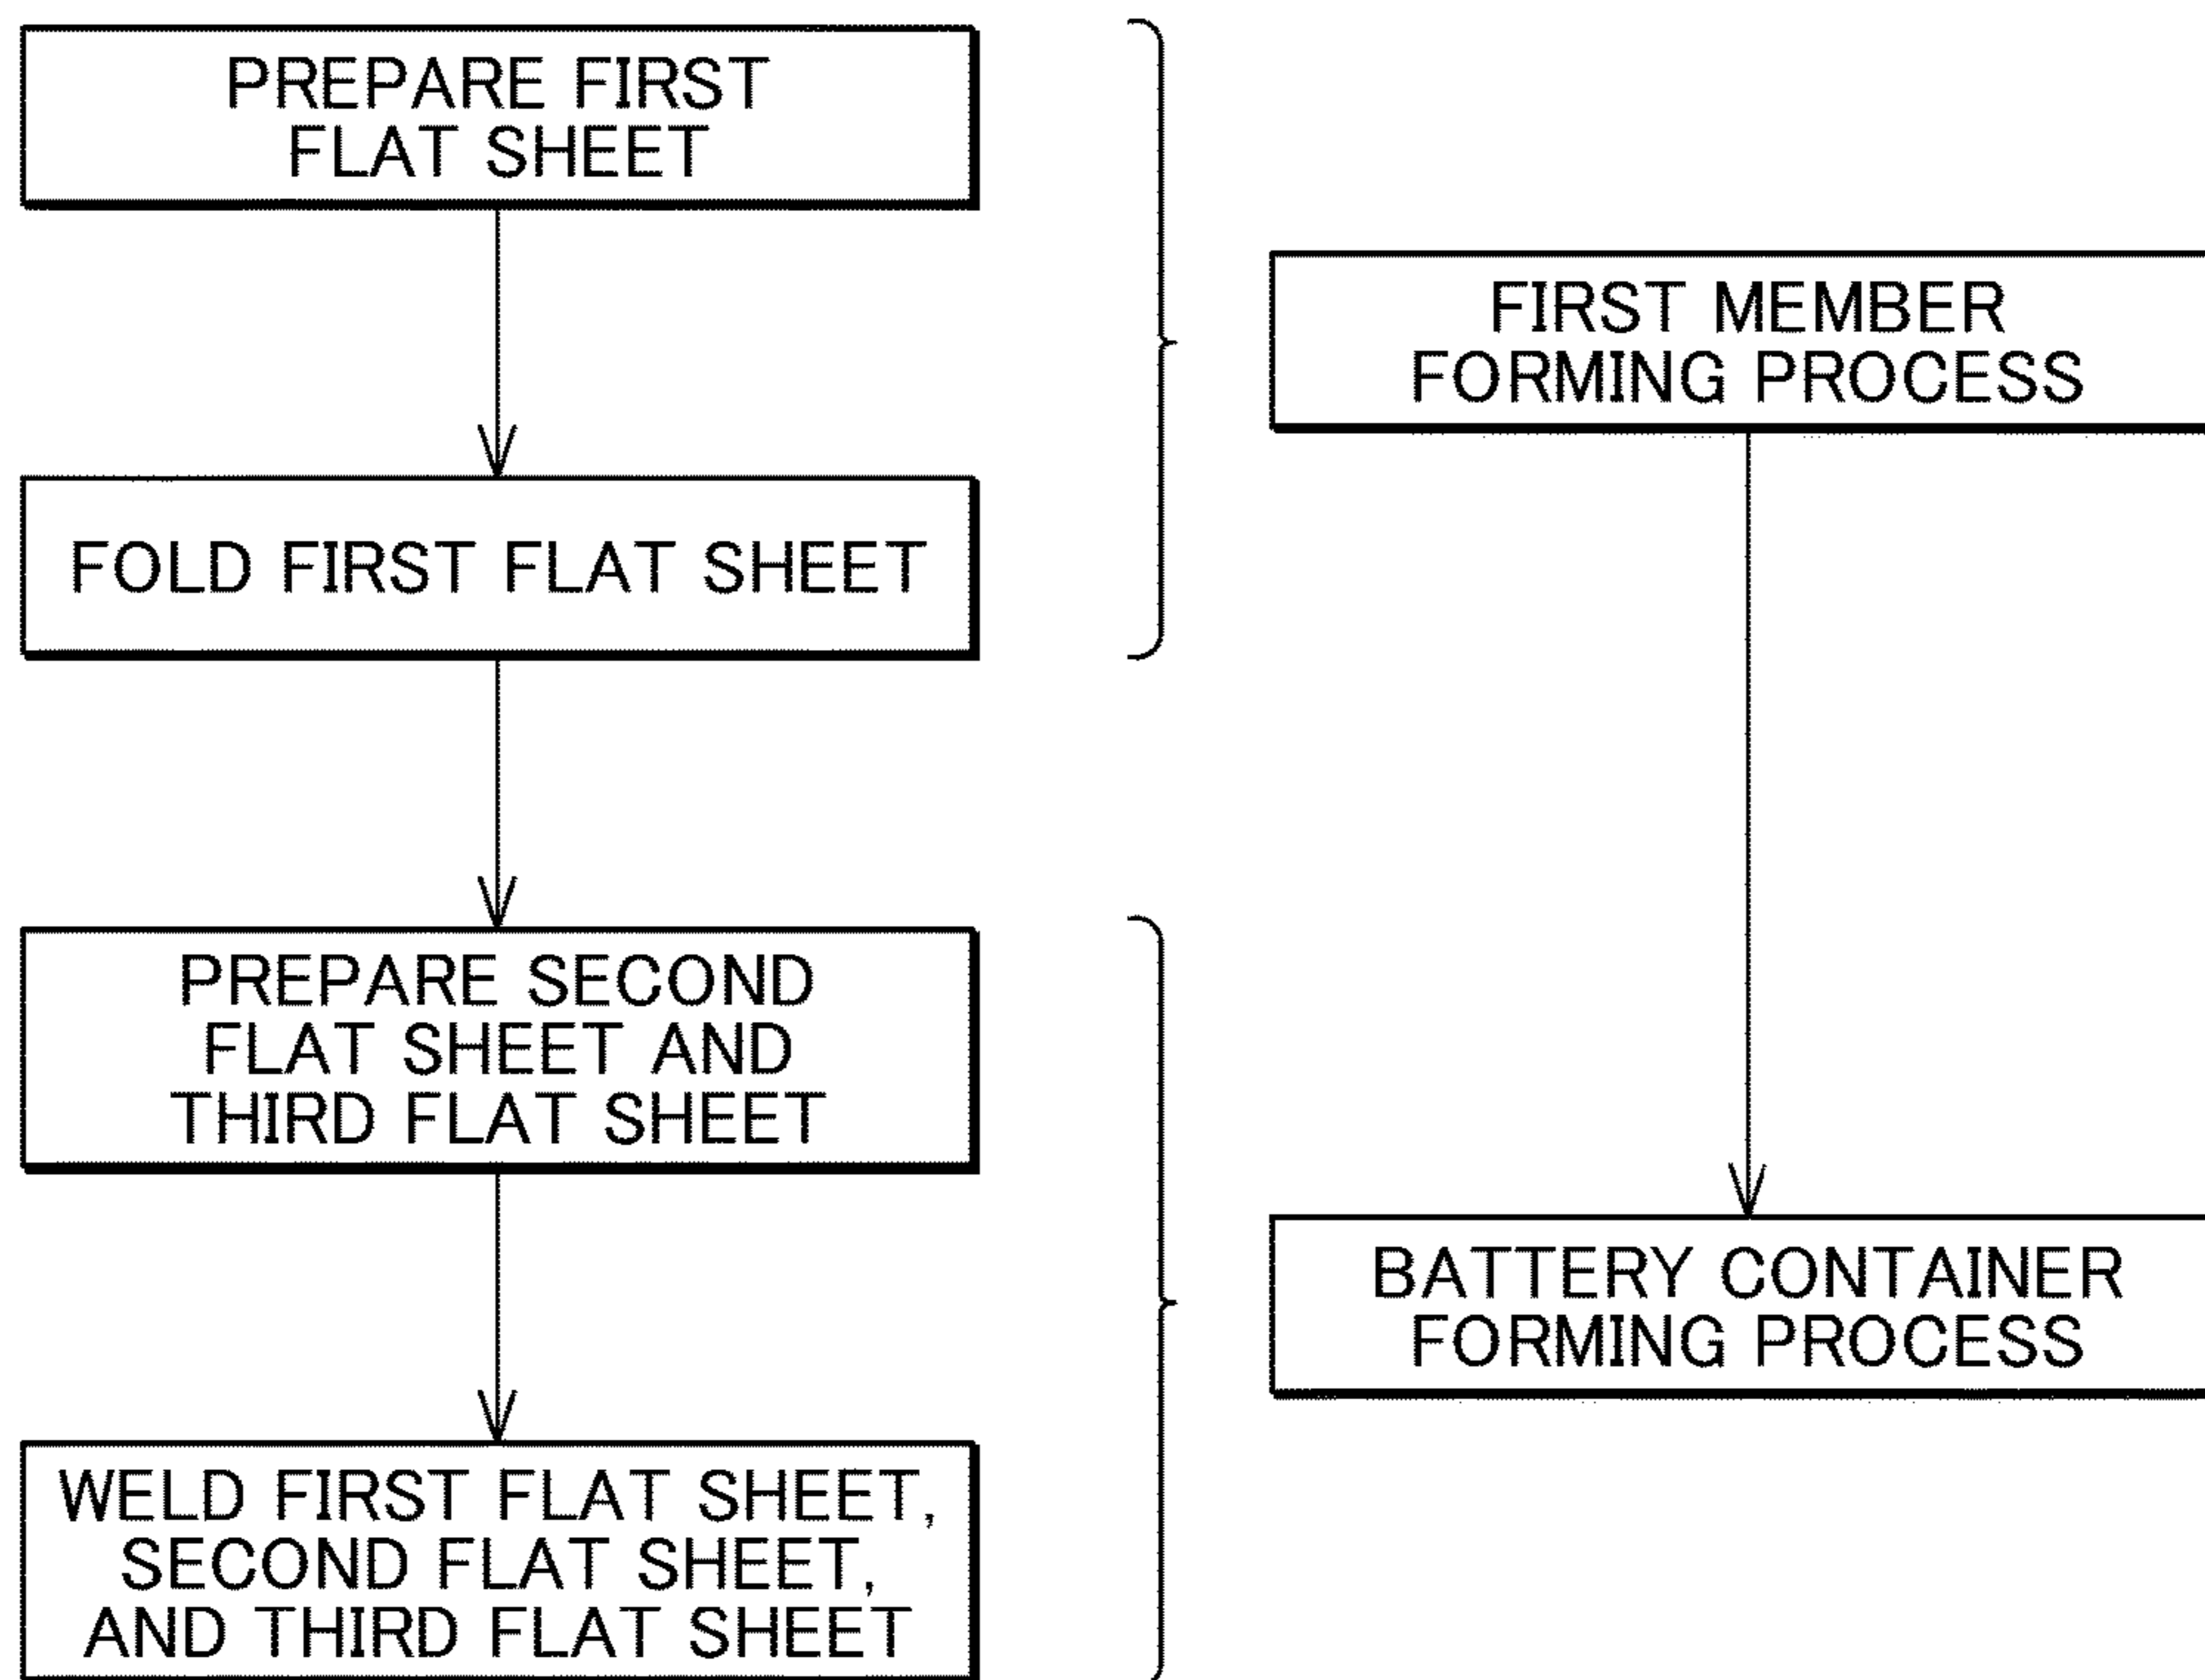 PREPARE FIRST
FLAT SHEET
FOLD FIRST FLAT SHEET
PREPARE SECOND
FLAT SHEET AND
THIRD FLAT SHEET
WELD FIRST FLAT SHEET,
SECOND FLAT SHEET,
AND THIRD FLAT SHEET
FIRST MEMBER
FORMING PROCESS
BATTERY CONTAINER
FORMING PROCESS